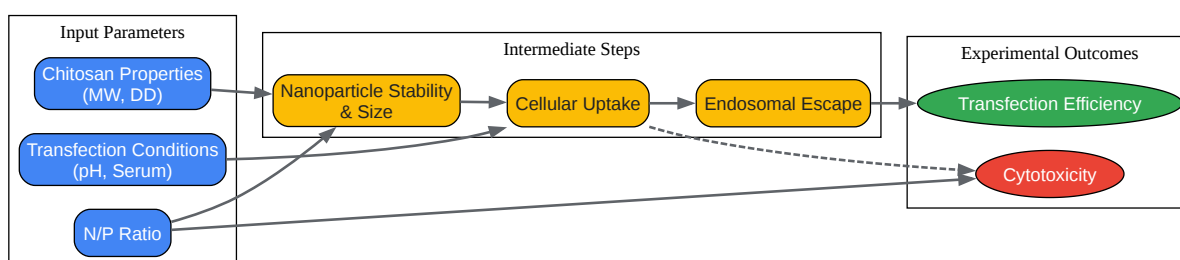 Input Parameters
Chitosan Properties
(MW, DD)
Transfection Conditions
(pH, Serum)
N/P Ratio
Intermediate Steps
Nanoparticle Stability
& Size
Cellular Uptake
Endosomal Escape
Experimental Outcomes
Transfection Efficiency
Cytotoxicity